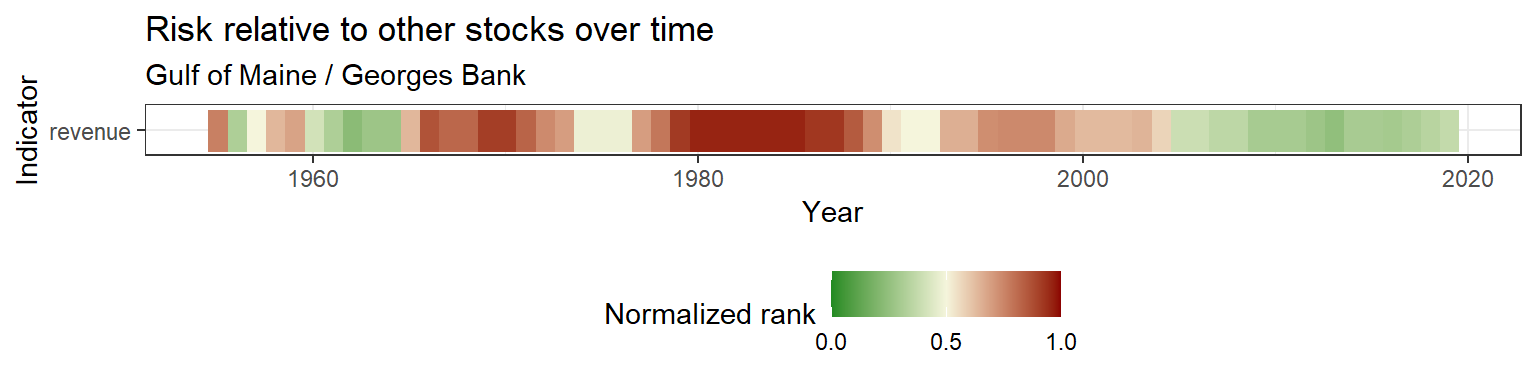 Risk relative to other stocks over time
Gulf of Maine / Georges Bank
Indicator
revenue
1960 1980 2000 2020
Year
Normalized rank
0.0 0.5 1.0